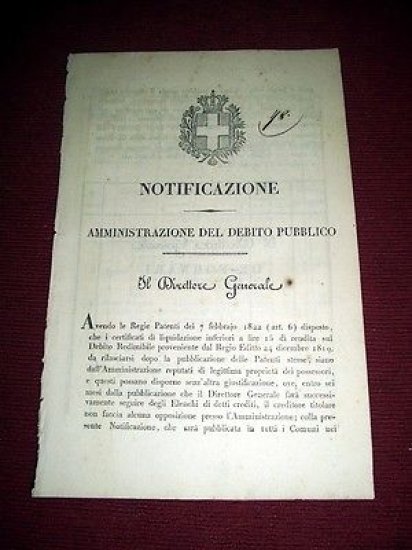 NOTIFICAZIONE
AMMINISTRAZIONE DEL DEBITO PUBBLICO
Il Direttore Generale
Avendo le Regie Patenti dei 7 febbrajo 1822 (art. 6) disposto,
che i certificati di liquidazione inferiori a lire 15 di rendita sul
Debito Redimibile proveniente dal Regio Editto 24 dicembre 1819,
da rilasciarsi dopo la pubblicazione delle Patenti stesse, siano
dall'Amministrazione reputati di legittima proprietà dei possessori,
e questi possano disporne senz'altra giustificazione, ove, entro sei
mesi dalla pubblicazione che il Direttore Generale farà successi-
vamente seguire degli Elenchi di detti crediti, il creditore titolare
non faccia alcuna opposizione presso l'Amministrazione; colla pre-
sente Notificazione, che sarà pubblicata in tutti i Comuni nei